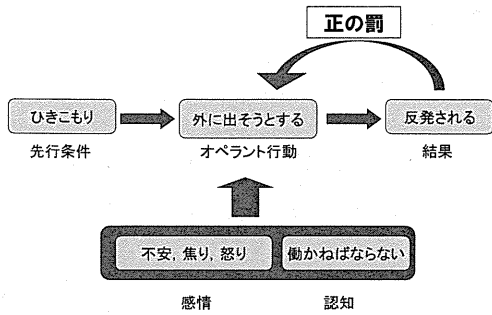 正の罰
ひきこもり
外に出そうとする
反発される
先行条件
オペラント行動
結果
不安，焦り，怒り
働かねばならない
感情
認知